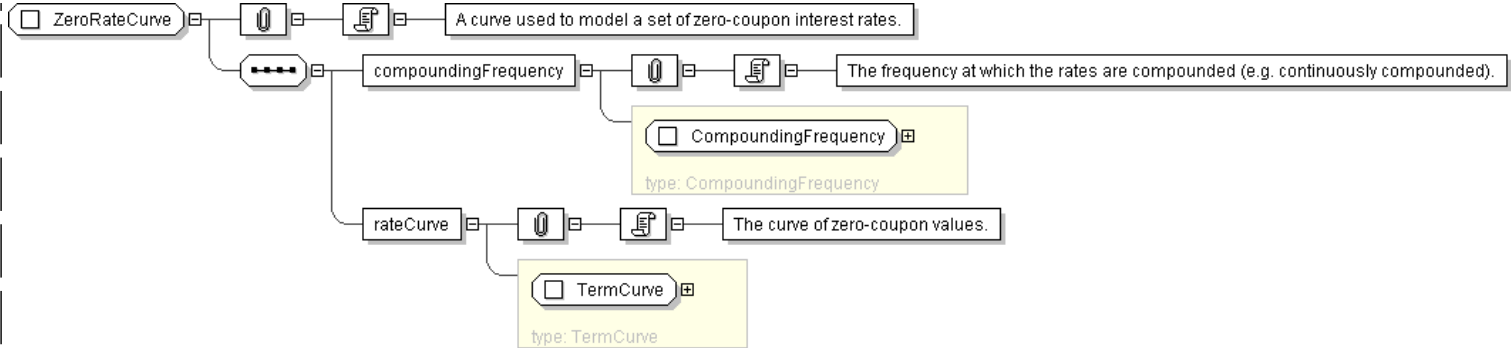 ZeroRateCurve
A curve used to model a set of zero-coupon interest rates.
compoundingFrequency
The frequency at which the rates are compounded (e.g. continuously compounded).
CompoundingFrequency
type: CompoundingFrequency
rateCurve
The curve of zero-coupon values.
TermCurve
type: TermCurve